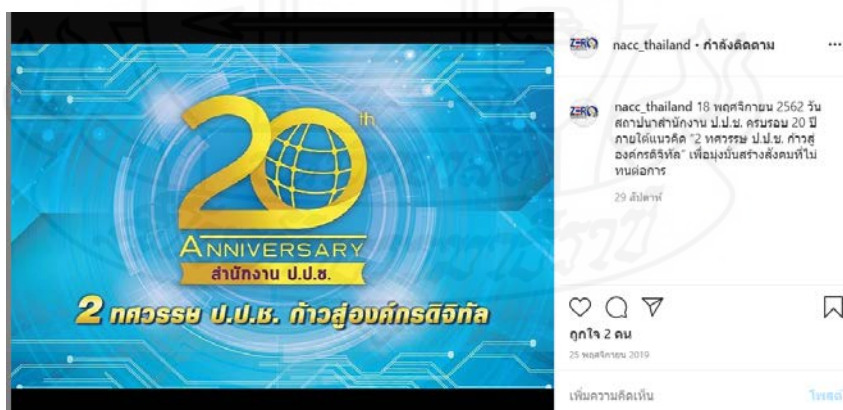 20th
ANNIVERSARY
สำนักงาน ป.ป.ช.
2 ทศวรรษ ป.ป.ช. ก้าวสู่องค์กรดิจิทัล
ZERO nacc_thailand • กำลังติดตาม
ZERO nacc_thailand 18 พฤศจิกายน 2562 วัน
สถาปนาสำนักงาน ป.ป.ช. ครบรอบ 20 ปี
ภายใต้แนวคิด "2 ทศวรรษ ป.ป.ช. ก้าวสู่
องค์กรดิจิทัล" เพื่อมุ่งมั่นสร้างสังคมที่ไม่
ทนต่อการ
29 สัปดาห์
ถูกใจ 2 คน
25 พฤศจิกายน 2019
เพิ่มความคิดเห็น โพสต์